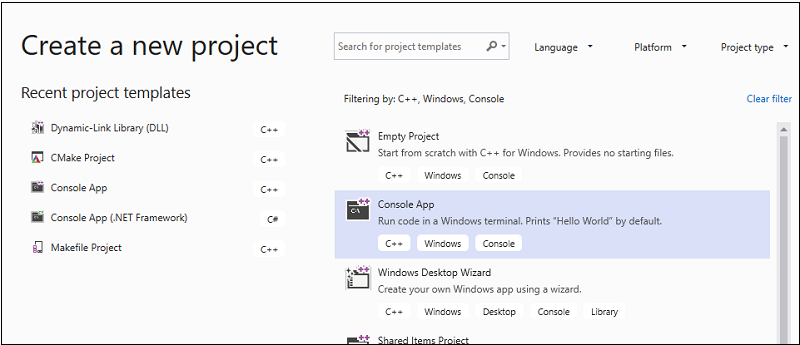 Create a new project
Search for project templates
Language
Platform
Project type
Recent project templates
Dynamic-Link Library (DLL) C++
CMake Project C++
Console App C++
Console App (.NET Framework) C#
Makefile Project C++
Filtering by: C++, Windows, Console
Clear filter
Empty Project
Start from scratch with C++ for Windows. Provides no starting files.
C++ Windows Console
Console App
Run code in a Windows terminal. Prints "Hello World" by default.
C++ Windows Console
Windows Desktop Wizard
Create your own Windows app using a wizard.
C++ Windows Desktop Console Library
Shared Items Project